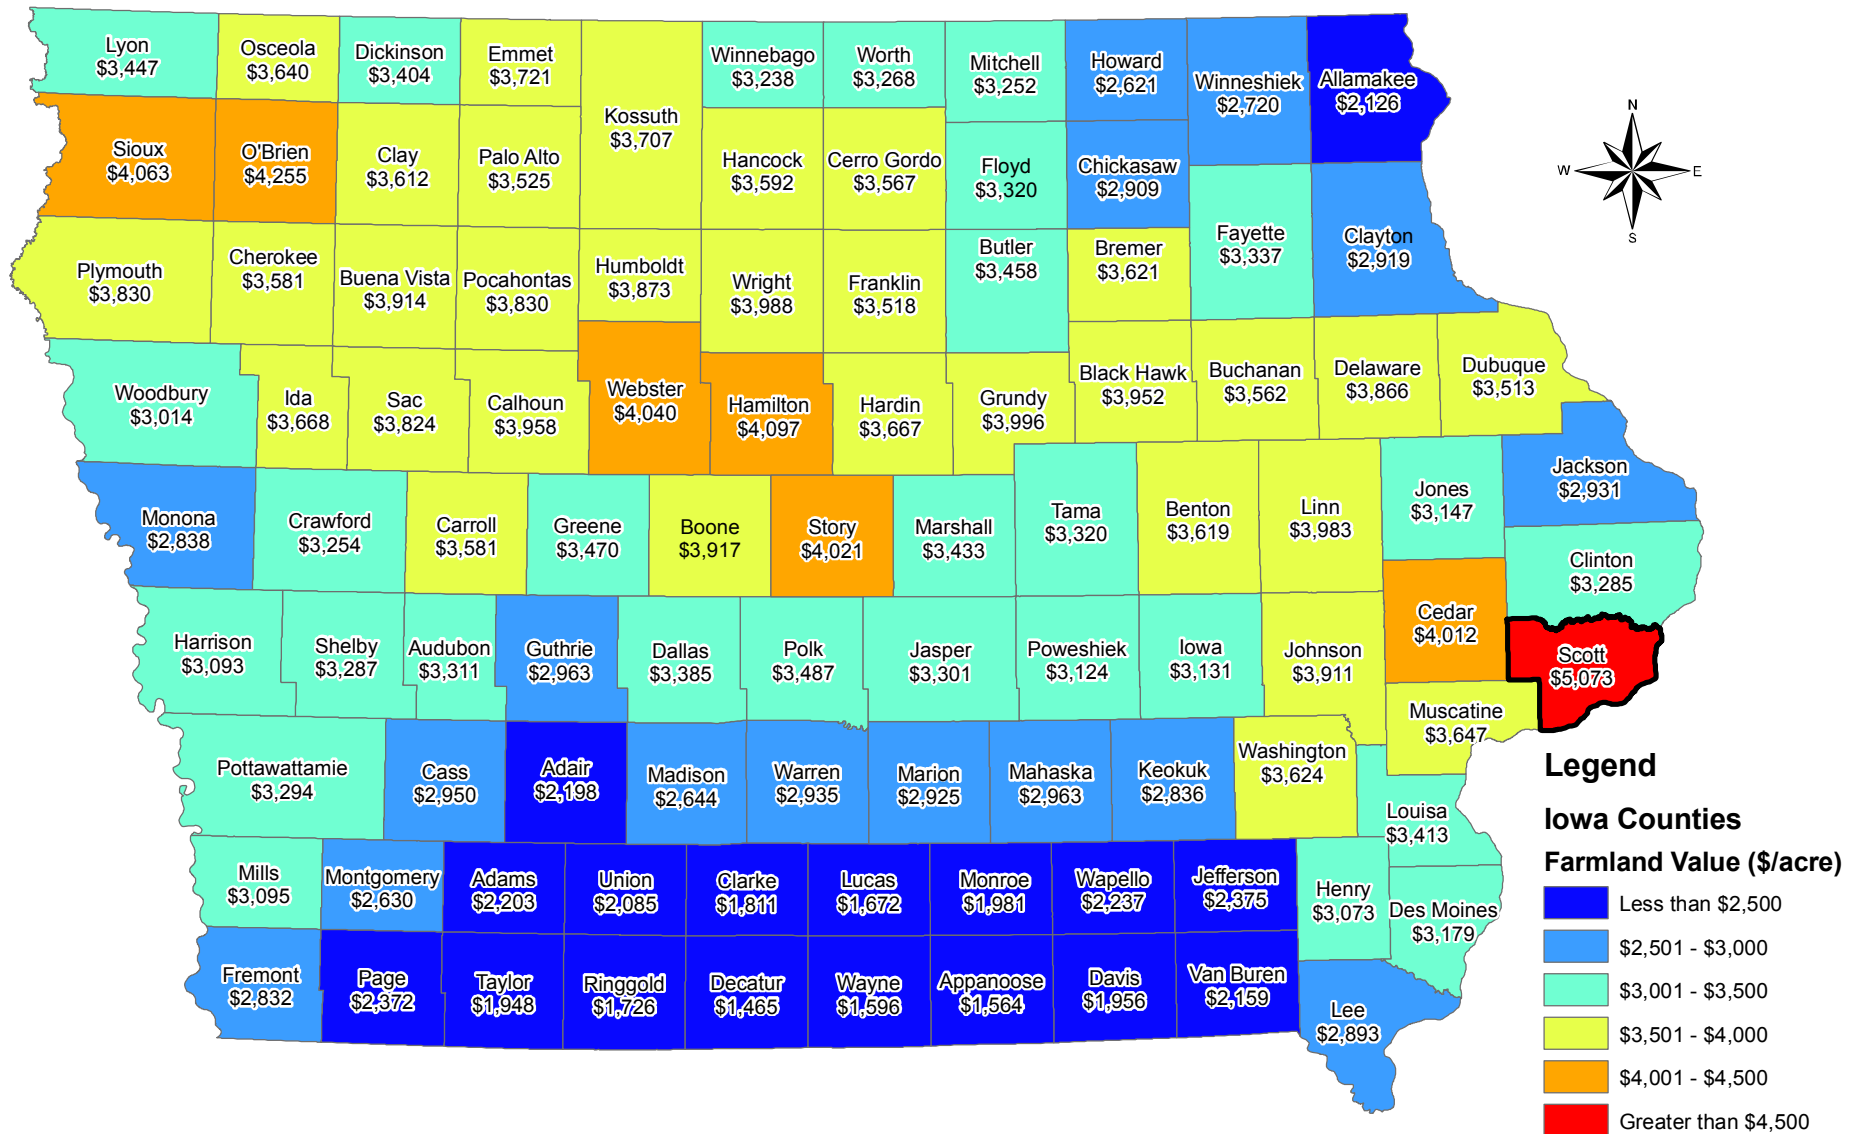 Lyon
$3,447
Osceola
$3,640
Dickinson
$3,404
Emmet
$3,721
Kossuth
$3,707
Winnebago
$3,238
Worth
$3,268
Mitchell
$3,252
Howard
$2,621
Winneshiek
$2,720
Allamakee
$2,126
N
W
E
S
Sioux
$4,063
O'Brien
$4,255
Clay
$3,612
Palo Alto
$3,525
Hancock
$3,592
Cerro Gordo
$3,567
Floyd
$3,320
Chickasaw
$2,909
Fayette
$3,337
Clayton
$2,919
Plymouth
$3,830
Cherokee
$3,581
Buena Vista
$3,914
Pocahontas
$3,830
Humboldt
$3,873
Wright
$3,988
Franklin
$3,518
Butler
$3,458
Bremer
$3,621
Woodbury
$3,014
Ida
$3,668
Sac
$3,824
Calhoun
$3,958
Webster
$4,040
Hamilton
$4,097
Hardin
$3,667
Grundy
$3,996
Black Hawk
$3,952
Buchanan
$3,562
Delaware
$3,866
Dubuque
$3,513
Monona
$2,838
Crawford
$3,254
Carroll
$3,581
Greene
$3,470
Boone
$3,917
Story
$4,021
Marshall
$3,433
Tama
$3,320
Benton
$3,619
Linn
$3,983
Jones
$3,147
Jackson
$2,931
Clinton
$3,285
Harrison
$3,093
Shelby
$3,287
Audubon
$3,311
Guthrie
$2,963
Dallas
$3,385
Polk
$3,487
Jasper
$3,301
Poweshiek
$3,124
Iowa
$3,131
Johnson
$3,911
Cedar
$4,012
Scott
$5,073
Muscatine
$3,647
Pottawattamie
$3,294
Cass
$2,950
Adair
$2,198
Madison
$2,644
Warren
$2,935
Marion
$2,925
Mahaska
$2,963
Keokuk
$2,836
Washington
$3,624
Louisa
$3,413
Mills
$3,095
Montgomery
$2,630
Adams
$2,203
Union
$2,085
Clarke
$1,811
Lucas
$1,672
Monroe
$1,981
Wapello
$2,237
Jefferson
$2,375
Henry
$3,073
Des Moines
$3,179
Fremont
$2,832
Page
$2,372
Taylor
$1,948
Ringgold
$1,726
Decatur
$1,465
Wayne
$1,596
Appanoose
$1,564
Davis
$1,956
Van Buren
$2,159
Lee
$2,893
Legend
Iowa Counties
Farmland Value ($/acre)
Less than $2,500
$2,501 - $3,000
$3,001 - $3,500
$3,501 - $4,000
$4,001 - $4,500
Greater than $4,500